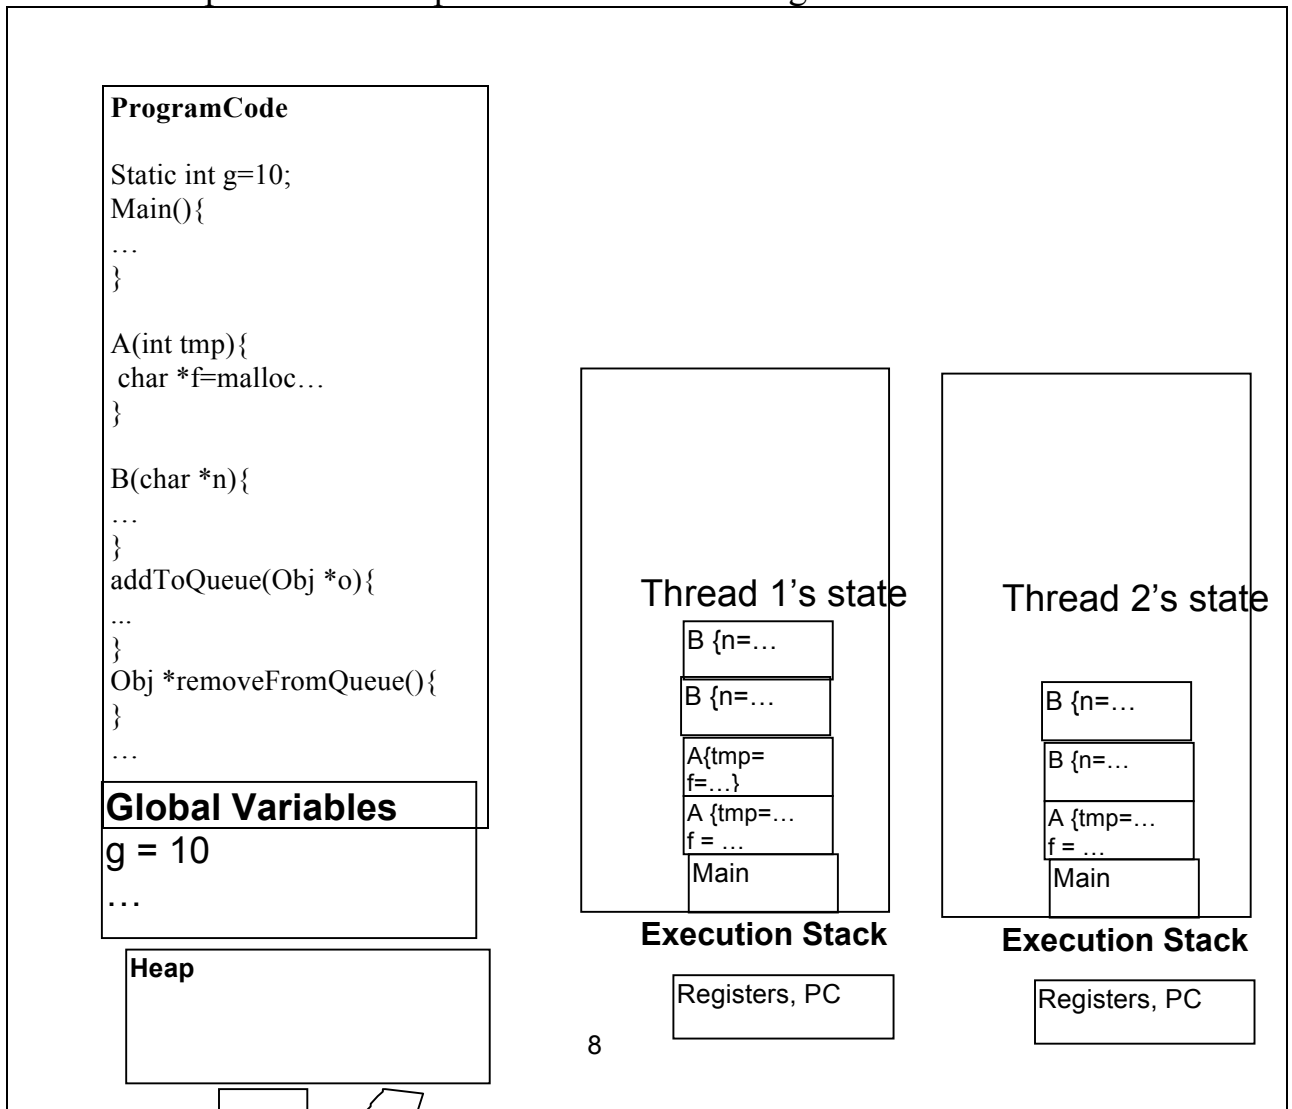 ProgramCode
Static int g=10;
Main(){
…
}
A(int tmp){
char *f=malloc…
}
B(char *n){
…
}
addToQueue(Obj *o){
...
}
Obj *removeFromQueue(){
}
…
Global Variables
g = 10
…
Heap
Thread 1’s state
B {n=…
B {n=…
A{tmp=
f=…}
A {tmp=…
f = …
Main
Execution Stack
Registers, PC
Thread 2’s state
B {n=…
B {n=…
A {tmp=…
f = …
Main
Execution Stack
Registers, PC
8